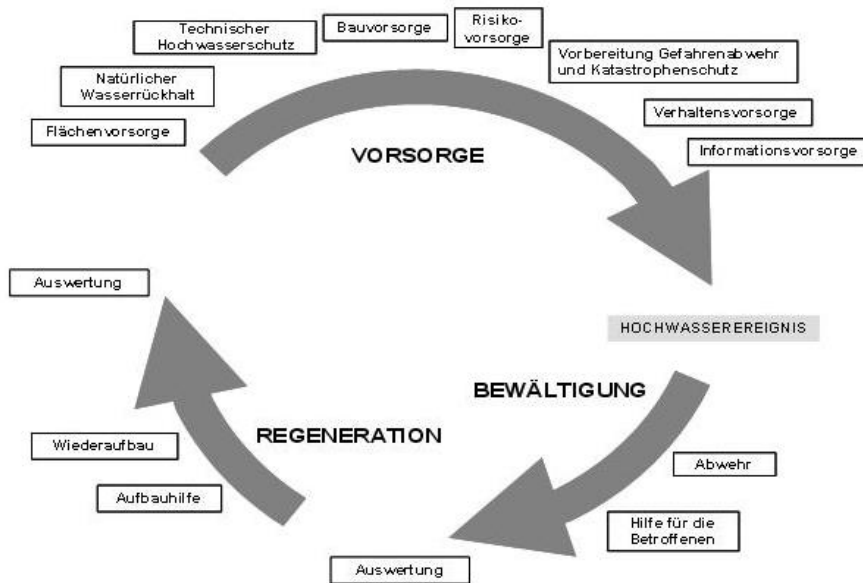 Technischer
Hochwasserschutz
Bauvorsorge
Risiko-
vorsorge
Vorbereitung Gefahrenabwehr
und Katastrophenschutz
Natürlicher
Wasserrückhalt
Verhaltensvorsorge
Flächenvorsorge
Informationsvorsorge
VORSORGE
Auswertung
HOCHWASSEREREIGNIS
BEWÄLTIGUNG
REGENERATION
Wiederaufbau
Abwehr
Aufbauhilfe
Hilfe für die
Betroffenen
Auswertung